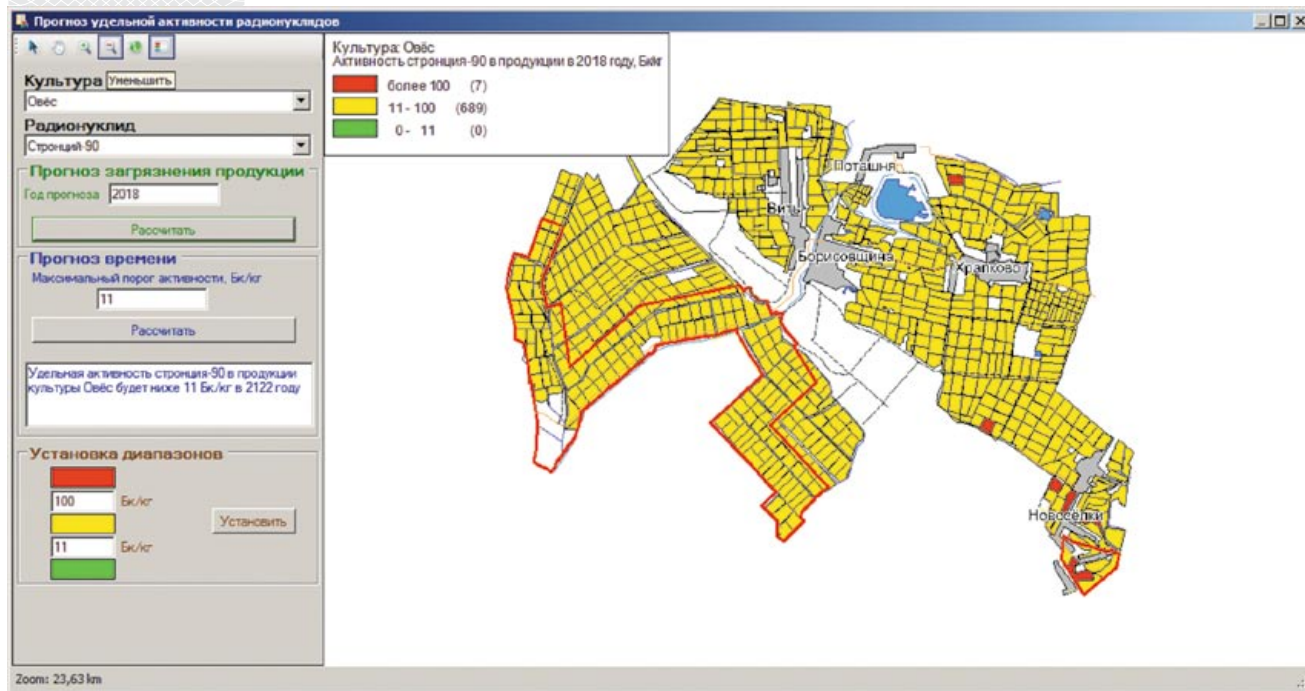 Прогноз удельной активности радионуклидов
Культура
Уменьшить
Овёс
Радионуклид
Стронций-90
Прогноз загрязнения продукции
Год прогноза 2018
Рассчитать
Прогноз времени
Максимальный порог активности, Бк/кг
11
Рассчитать
Удельная активность стронция-90 в продукции
культуры Овёс будет ниже 11 Бк/кг в 2122 году
Установка диапазонов
100 Бк/кг
Установить
11 Бк/кг
Культура: Овёс
Активность стронция-90 в продукции в 2018 году, Бк/кг
более 100 (7)
11 - 100 (689)
0 - 11 (0)
Поташня
Вить
Борисовщина
Храпково
Новоселки
Zoom: 23,63 km